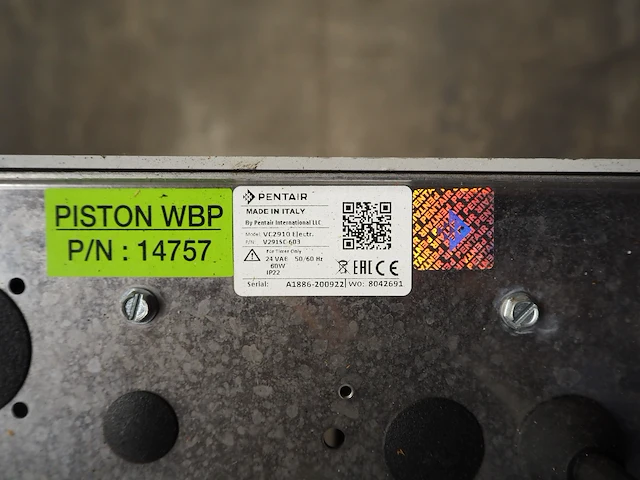 PISTON WBP
P/N : 14757
PENTAIR
MADE IN ITALY
By Pentair International LLC
Model: VC2910 Electr.
P/N: V291SC-603
For Timer Only
24 VAC 50/60 Hz
60W
IP22
EAC CE
Serial: A1886-200922 WO: 8042691